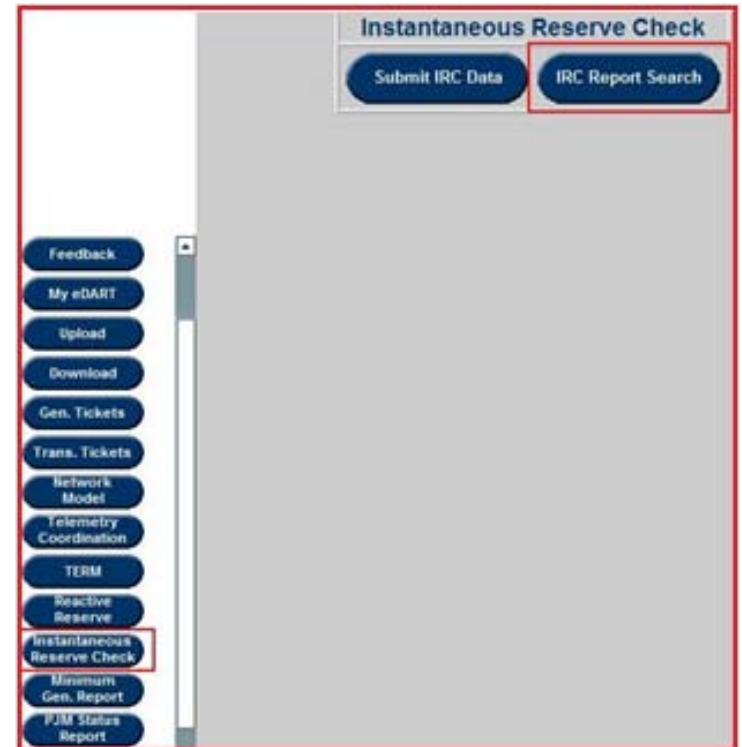 Instantaneous Reserve Check
Submit IRC Data
IRC Report Search
Feedback
My eDART
Upload
Download
Gen. Tickets
Trans. Tickets
Network
Model
Telemetry
Coordination
TERM
Reactive
Reserve
Instantaneous
Reserve Check
Minimum
Gen. Report
PJM Status
Report